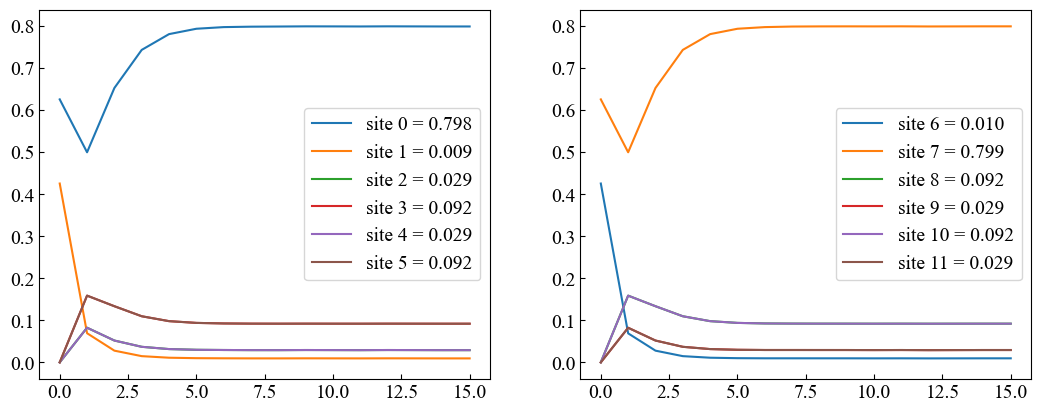 0.8
0.7
0.6
0.5
0.4
0.3
0.2
0.1
0.0
site 0 = 0.798
site 1 = 0.009
site 2 = 0.029
site 3 = 0.092
site 4 = 0.029
site 5 = 0.092
0.0 2.5 5.0 7.5 10.0 12.5 15.0
0.8
0.7
0.6
0.5
0.4
0.3
0.2
0.1
0.0
site 6 = 0.010
site 7 = 0.799
site 8 = 0.092
site 9 = 0.029
site 10 = 0.092
site 11 = 0.029
0.0 2.5 5.0 7.5 10.0 12.5 15.0